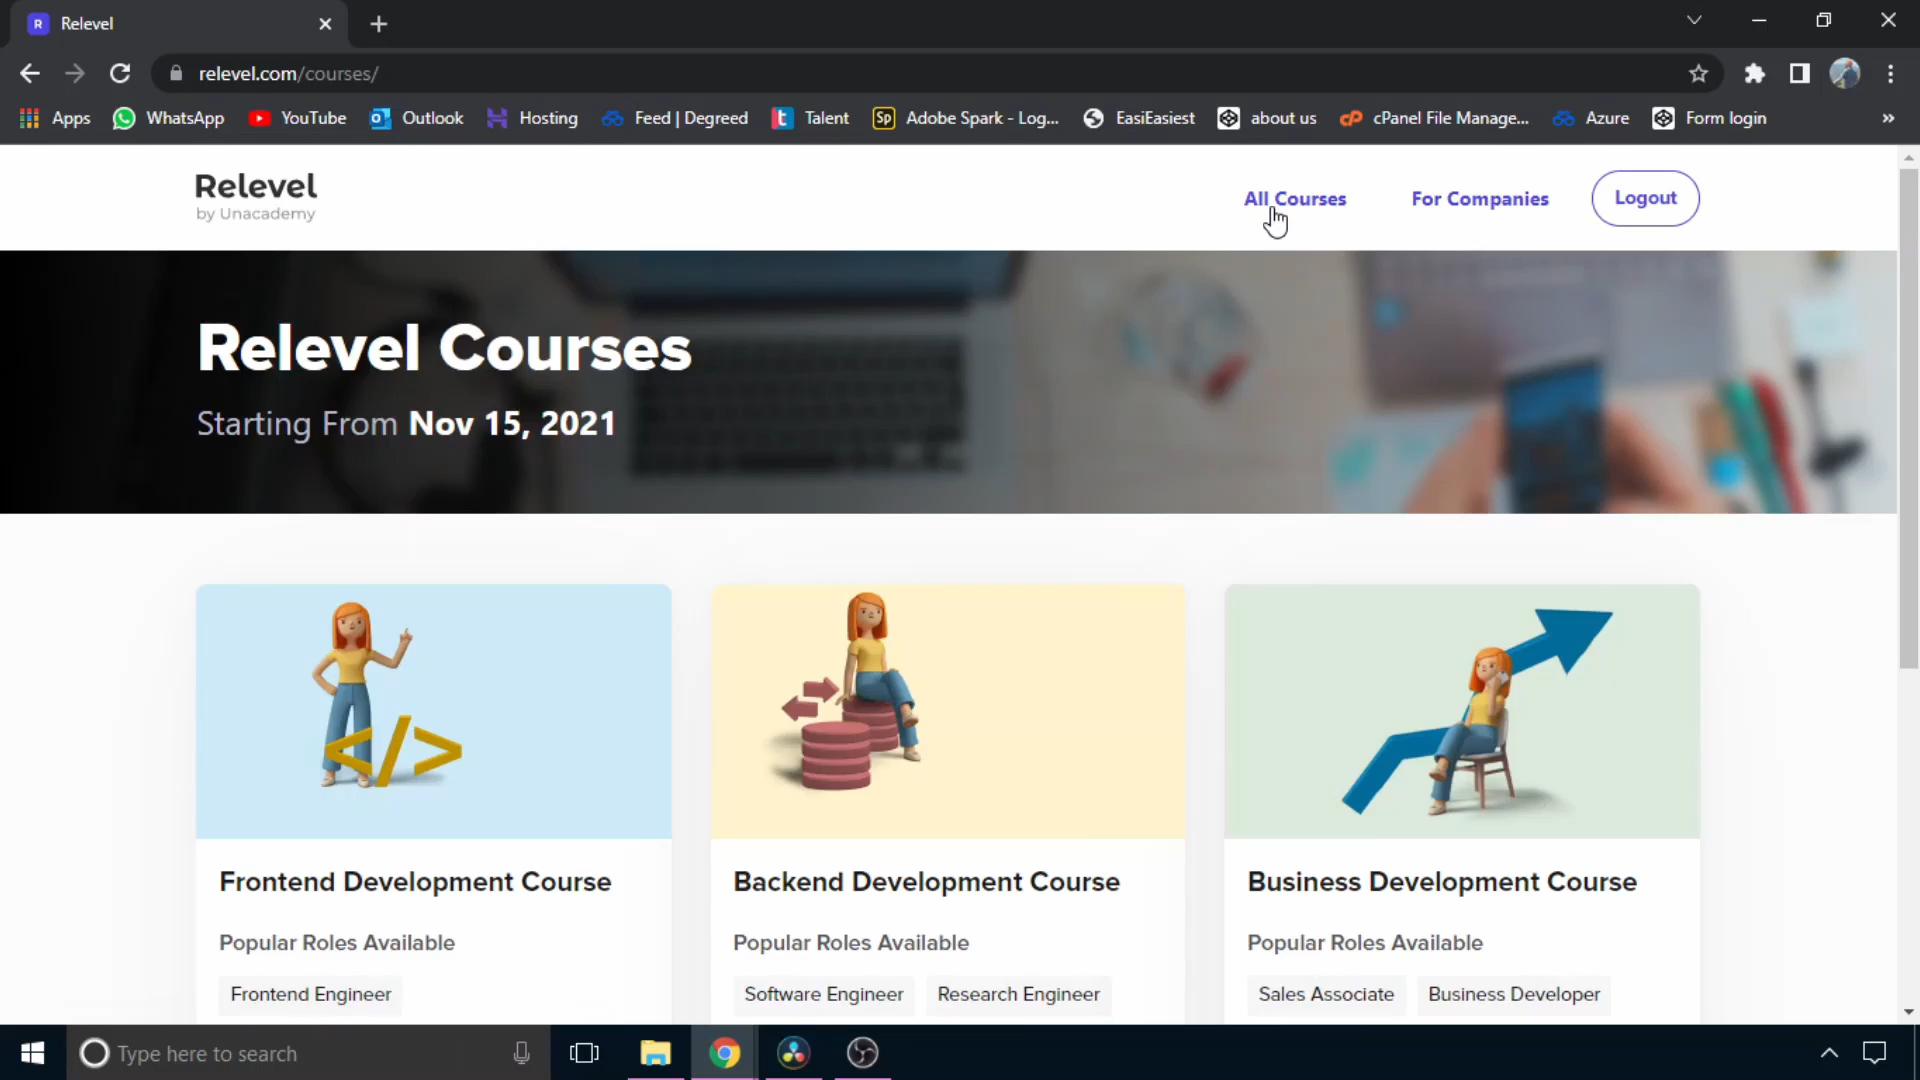 R Relevel
relevel.com/courses/
Apps WhatsApp YouTube Outlook Hosting Feed | Degreed Talent Sp Adobe Spark - Log... EasiEasiest about us cP cPanel File Manage... Azure Form login »
Relevel
by Unacademy
All Courses For Companies Logout
Relevel Courses
Starting From Nov 15, 2021
</>
Frontend Development Course
Popular Roles Available
Frontend Engineer
Backend Development Course
Popular Roles Available
Software Engineer Research Engineer
Business Development Course
Popular Roles Available
Sales Associate Business Developer
Type here to search